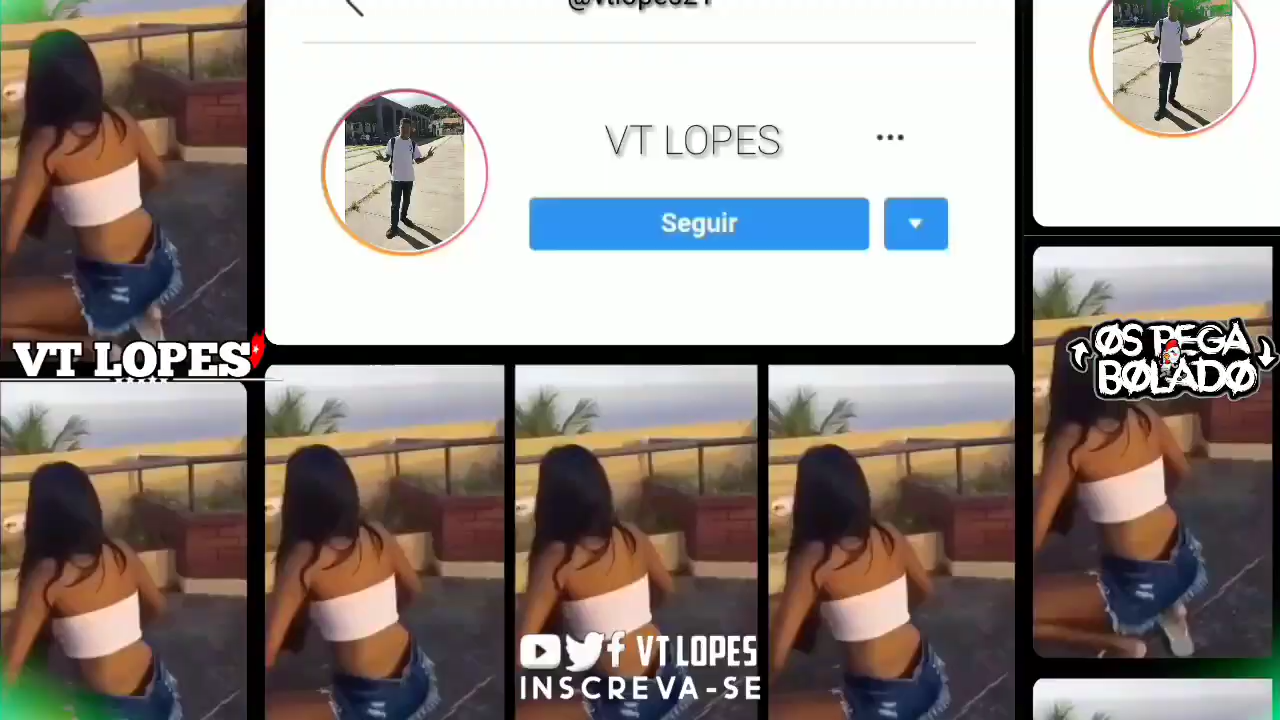 VT LOPES
Seguir
VT LOPES
ØS PEGA
BØLADØ
VT LOPES
INSCREVA-SE